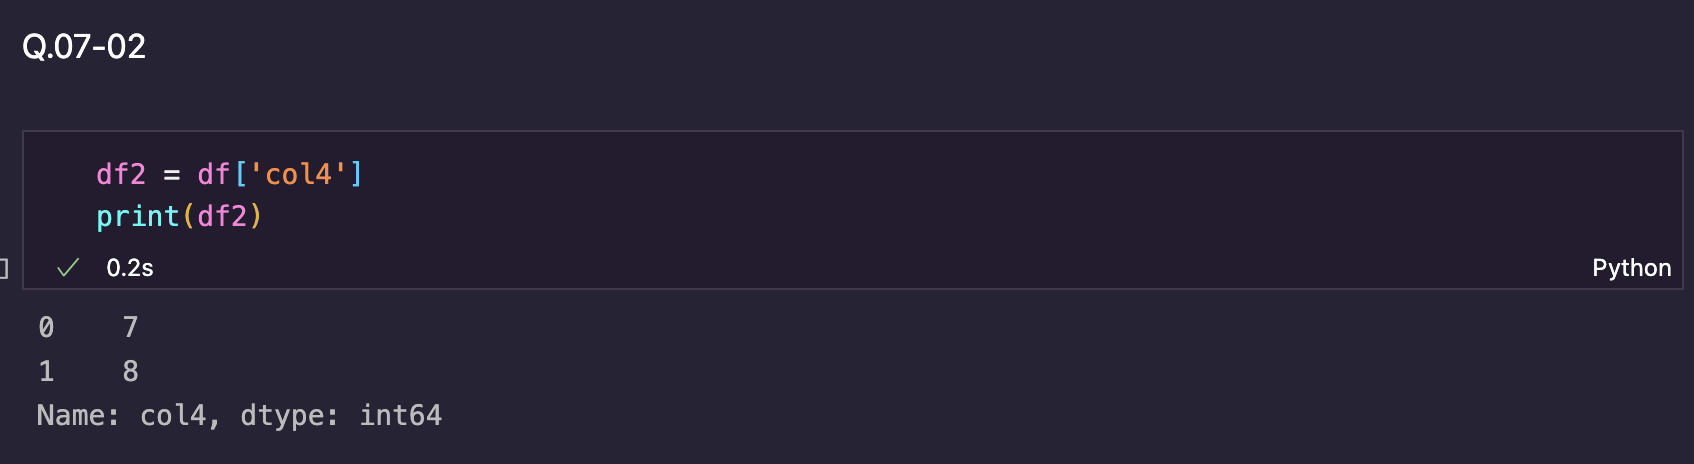 Q.07-02
df2 = df['col4']
print(df2)
0.2s
Python
0    7
1    8
Name: col4, dtype: int64